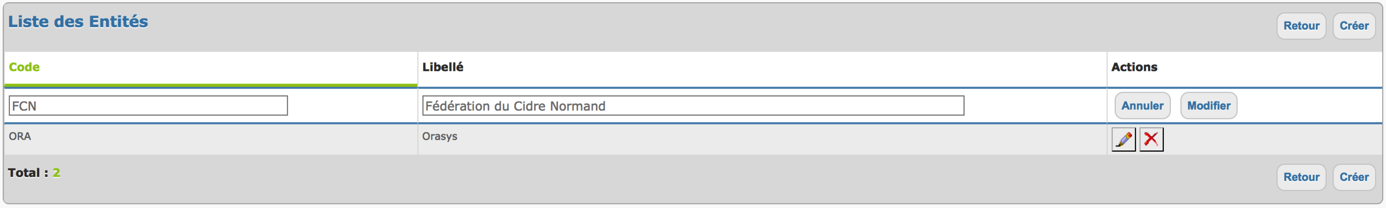 Liste des Entités Retour Créer
Code Libellé Actions
FCN Fédération du Cidre Normand Annuler Modifier
ORA Orasys
Total : 2 Retour Créer